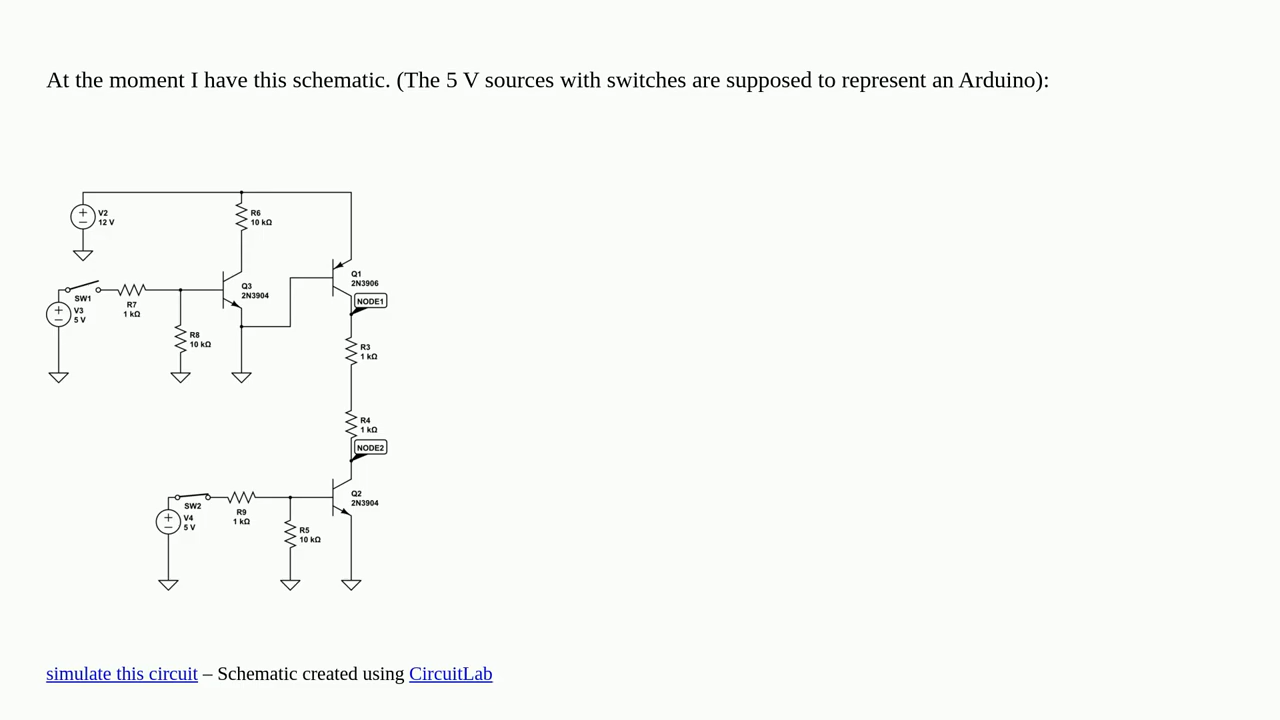 At the moment I have this schematic. (The 5 V sources with switches are supposed to represent an Arduino):
V2
12 V
R6
10 kΩ
Q1
2N3906
NODE1
SW1
R7
1 kΩ
Q3
2N3904
V3
5 V
R8
10 kΩ
R3
1 kΩ
R4
1 kΩ
NODE2
SW2
R9
1 kΩ
Q2
2N3904
V4
5 V
R5
10 kΩ
simulate this circuit – Schematic created using CircuitLab